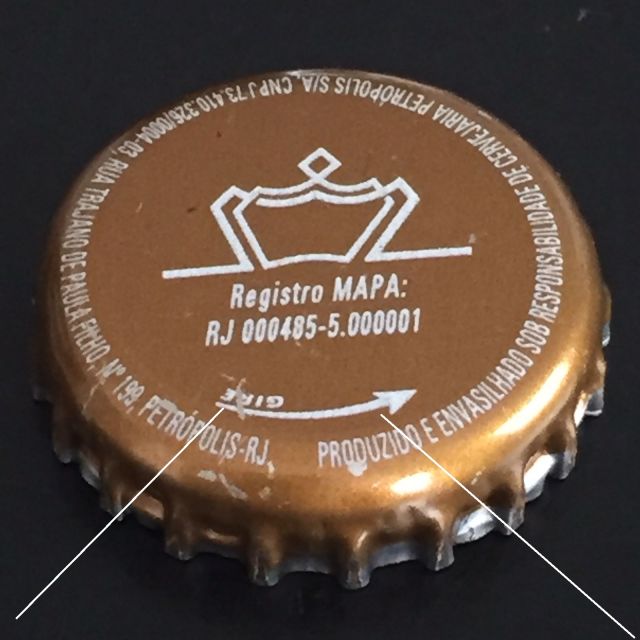 Registro MAPA:
RJ 000485-5.000001
GIRE
PRODUZIDO E ENVASILHADO SOB RESPONSABILIDADE DE CERVEJARIA PETRÓPOLIS S/A. CNPJ 73.410.326/0004-03, RUA TRAJANO DE PAULA FILHO, Nº 199, PETRÓPOLIS-RJ.